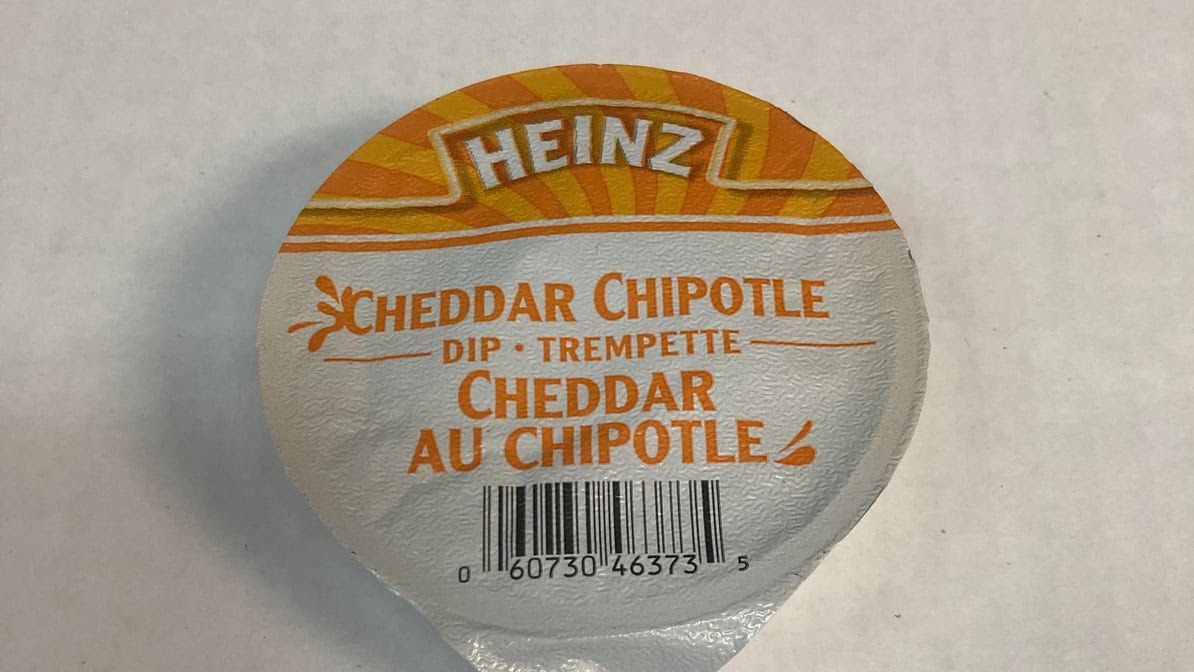 HEINZ
CHEDDAR CHIPOTLE
DIP • TREMPETTE
CHEDDAR
AU CHIPOTLE
0 60730 46373 5